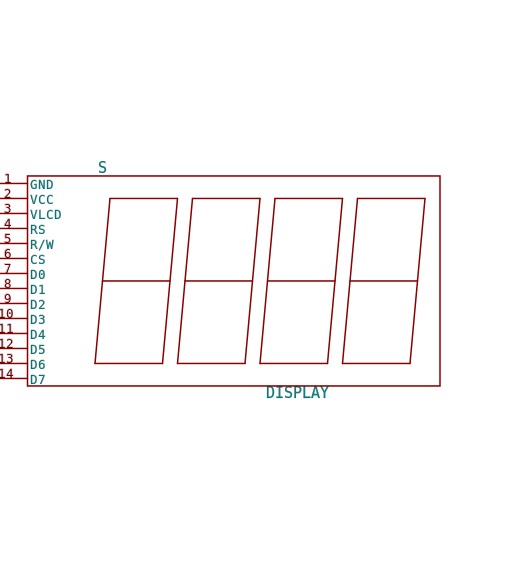 S
1 GND
2 VCC
3 VLCD
4 RS
5 R/W
6 CS
7 D0
8 D1
9 D2
10 D3
11 D4
12 D5
13 D6
14 D7
DISPLAY